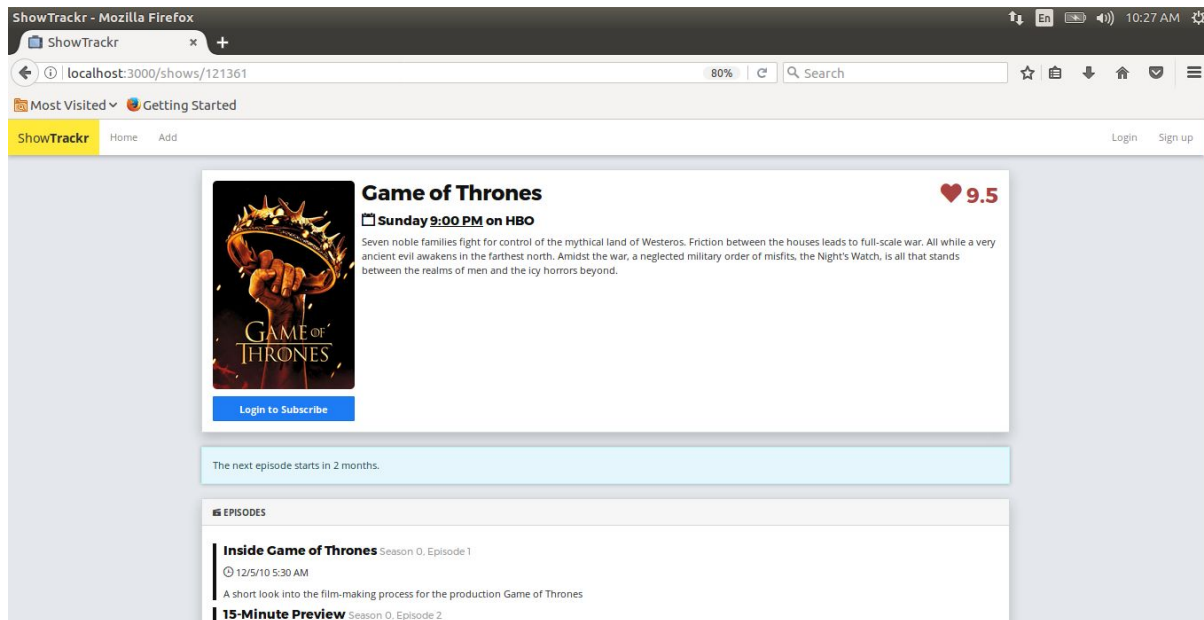 ShowTrackr - Mozilla Firefox
En
10:27 AM
ShowTrackr × +
localhost:3000/shows/121361
80%
Search
Most Visited
Getting Started
ShowTrackr
Home
Add
Login
Sign up
Game of Thrones
9.5
Sunday 9:00 PM on HBO
Seven noble families fight for control of the mythical land of Westeros. Friction between the houses leads to full-scale war. All while a very
ancient evil awakens in the farthest north. Amidst the war, a neglected military order of misfits, the Night's Watch, is all that stands
between the realms of men and the icy horrors beyond.
GAME OF
THRONES
Login to Subscribe
The next episode starts in 2 months.
EPISODES
Inside Game of Thrones Season 0, Episode 1
12/5/10 5:30 AM
A short look into the film-making process for the production Game of Thrones
15-Minute Preview Season 0, Episode 2